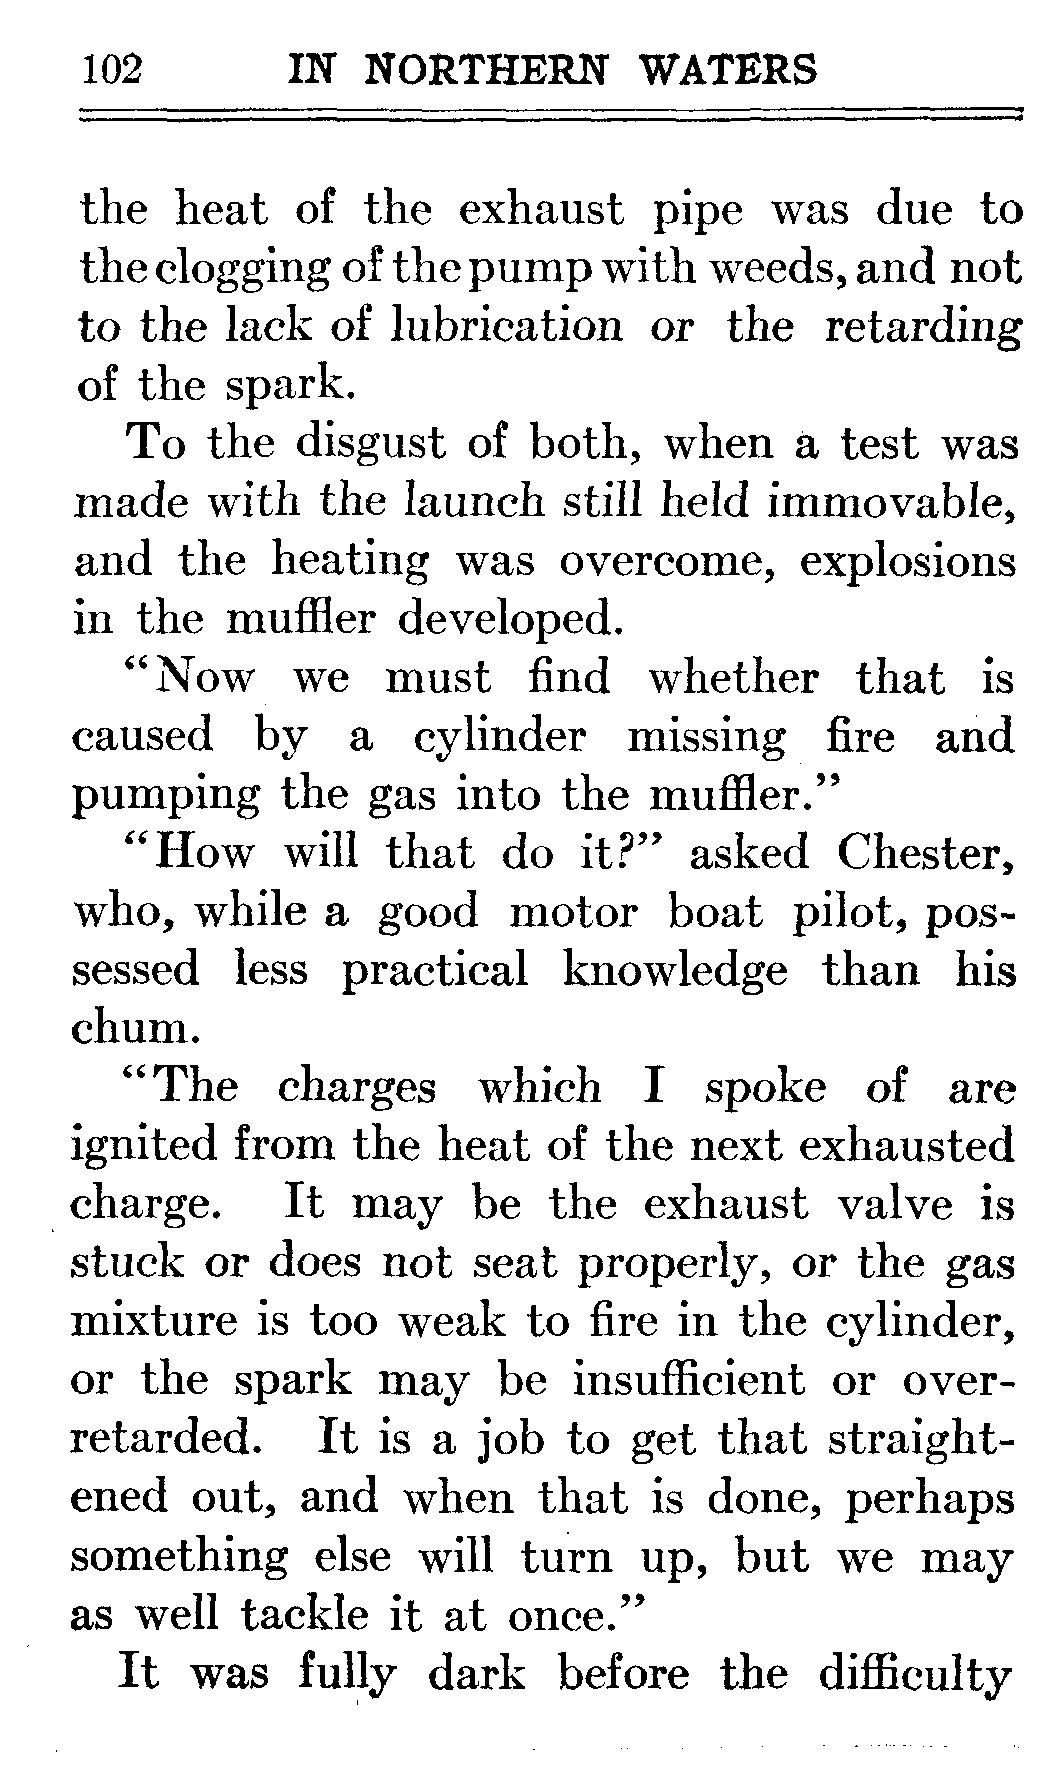 102 IN NORTHERN WATERS
the heat of the exhaust pipe was due to
the clogging of the pump with weeds, and not
to the lack of lubrication or the retarding
of the spark.
To the disgust of both, when a test was
made with the launch still held immovable,
and the heating was overcome, explosions
in the muffler developed.
“Now we must find whether that is
caused by a cylinder missing fire and
pumping the gas into the muffler.”
“How will that do it?” asked Chester,
who, while a good motor boat pilot, pos-
sessed less practical knowledge than his
chum.
“The charges which I spoke of are
ignited from the heat of the next exhausted
charge. It may be the exhaust valve is
stuck or does not seat properly, or the gas
mixture is too weak to fire in the cylinder,
or the spark may be insufficient or over-
retarded. It is a job to get that straight-
ened out, and when that is done, perhaps
something else will turn up, but we may
as well tackle it at once.”
It was fully dark before the difficulty